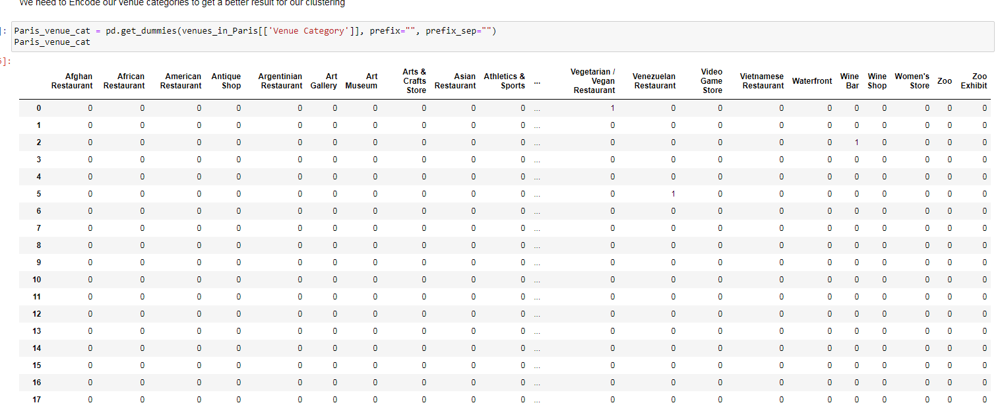 We need to Encode our venue categories to get a better result for our clustering
]: Paris_venue_cat = pd.get_dummies(venues_in_Paris[['Venue Category']], prefix="", prefix_sep="")
Paris_venue_cat
5]:
Afghan Restaurant African Restaurant American Restaurant Antique Shop Argentinian Restaurant Art Gallery Art Museum Arts & Crafts Store Asian Restaurant Athletics & Sports ... Vegetarian / Vegan Restaurant Venezuelan Restaurant Video Game Store Vietnamese Restaurant Waterfront Wine Bar Wine Shop Women's Store Zoo Zoo Exhibit
0 0 0 0 0 0 0 0 0 0 0 ... 1 0 0 0 0 0 0 0 0 0
1 0 0 0 0 0 0 0 0 0 0 ... 0 0 0 0 0 0 0 0 0 0
2 0 0 0 0 0 0 0 0 0 0 ... 0 0 0 0 0 1 0 0 0 0
3 0 0 0 0 0 0 0 0 0 0 ... 0 0 0 0 0 0 0 0 0 0
4 0 0 0 0 0 0 0 0 0 0 ... 0 0 0 0 0 0 0 0 0 0
5 0 0 0 0 0 0 0 0 0 0 ... 0 1 0 0 0 0 0 0 0 0
6 0 0 0 0 0 0 0 0 0 0 ... 0 0 0 0 0 0 0 0 0 0
7 0 0 0 0 0 0 0 0 0 0 ... 0 0 0 0 0 0 0 0 0 0
8 0 0 0 0 0 0 0 0 0 0 ... 0 0 0 0 0 0 0 0 0 0
9 0 0 0 0 0 0 0 0 0 0 ... 0 0 0 0 0 0 0 0 0 0
10 0 0 0 0 0 0 0 0 0 0 ... 0 0 0 0 0 0 0 0 0 0
11 0 0 0 0 0 0 0 0 0 0 ... 0 0 0 0 0 0 0 0 0 0
12 0 0 0 0 0 0 0 0 0 0 ... 0 0 0 0 0 0 0 0 0 0
13 0 0 0 0 0 0 0 0 0 0 ... 0 0 0 0 0 0 0 0 0 0
14 0 0 0 0 0 0 0 0 0 0 ... 0 0 0 0 0 0 0 0 0 0
15 0 0 0 0 0 0 0 0 0 0 ... 0 0 0 0 0 0 0 0 0 0
16 0 0 0 0 0 0 0 0 0 0 ... 0 0 0 0 0 0 0 0 0 0
17 0 0 0 0 0 0 0 0 0 0 ... 0 0 0 0 0 0 0 0 0 0